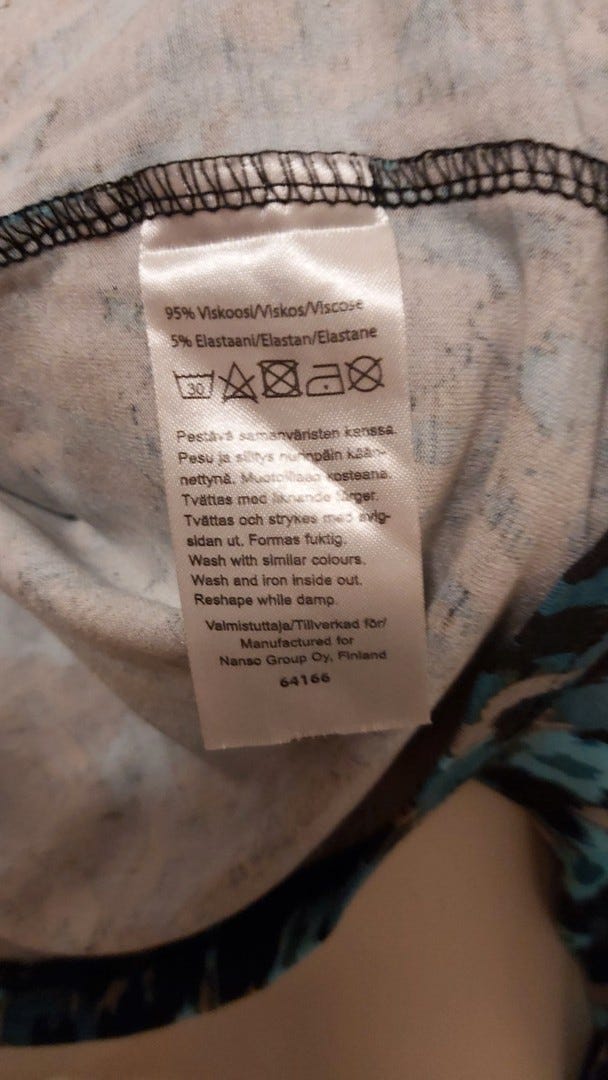 95% Viskoosi/Viskos/Viscose
5% Elastaani/Elastan/Elastane
30
Pestävä samanväristen kanssa.
Pesu ja silitys nurinpäin kään-
nettynä. Muotoillaan kosteana.
Tvättas med liknande färger.
Tvättas och strykes med avig-
sidan ut. Formas fuktig.
Wash with similar colours.
Wash and iron inside out.
Reshape while damp.
Valmistuttaja/Tillverkad för/
Manufactured for
Nanso Group Oy, Finland
64166